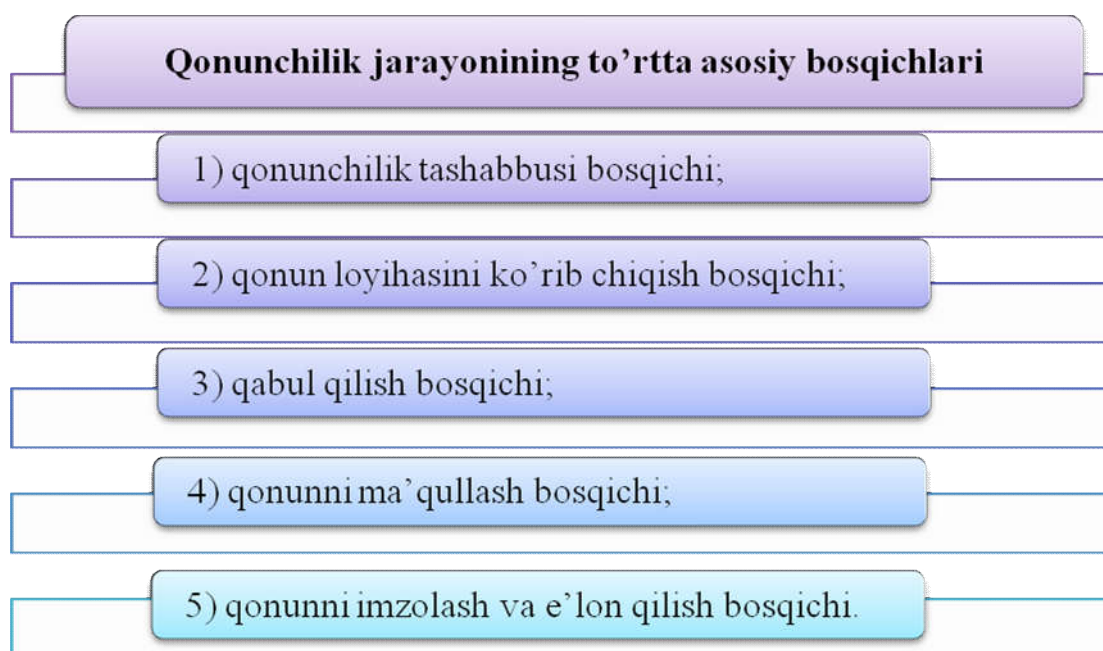 Qonunchilik jarayonining to’rtta asosiy bosqichlari
1) qonunchilik tashabbusi bosqichi;
2) qonun loyihasini ko’rib chiqish bosqichi;
3) qabul qilish bosqichi;
4) qonunni ma’qullash bosqichi;
5) qonunni imzolash va e’lon qilish bosqichi.